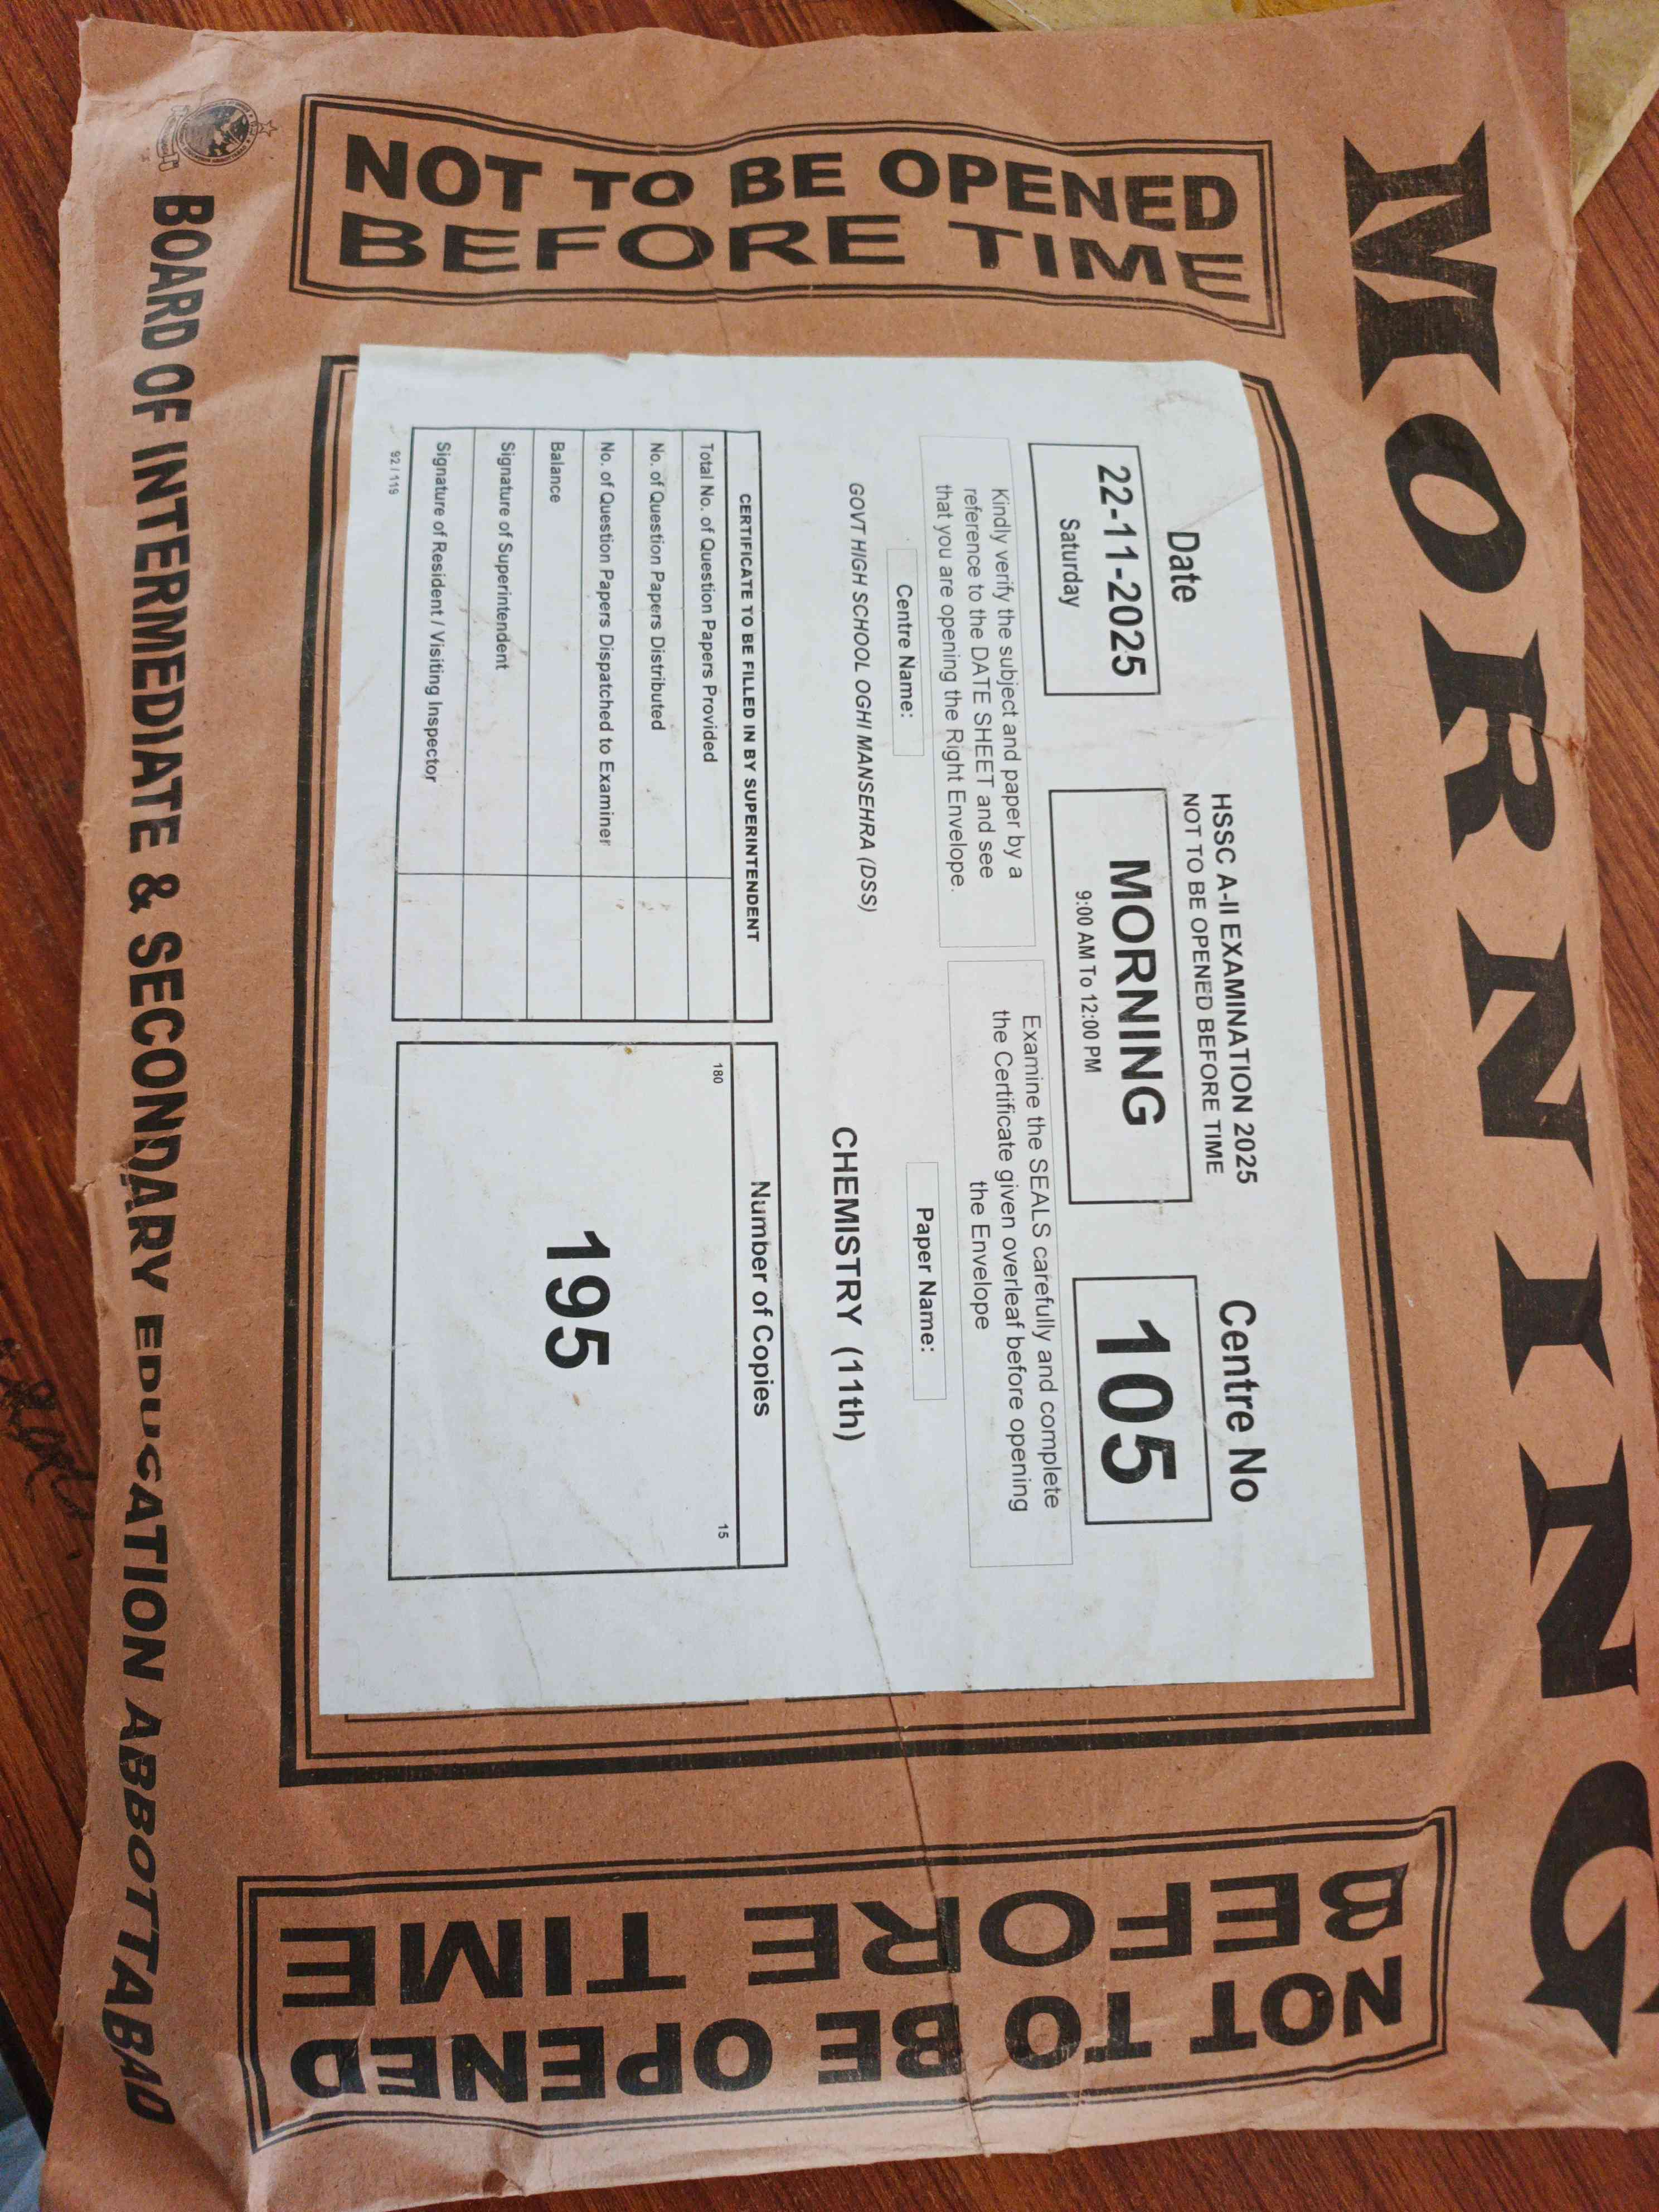 MORNING
NOT TO BE OPENED
BEFORE TIME
HSSC A-II EXAMINATION 2025
NOT TO BE OPENED BEFORE TIME
Date
22-11-2025
Saturday
MORNING
9:00 AM To 12:00 PM
Centre No
105
Kindly verify the subject and paper by a
reference to the DATE SHEET and see
that you are opening the Right Envelope.
Examine the SEALS carefully and complete
the Certificate given overleaf before opening
the Envelope
Centre Name:
GOVT HIGH SCHOOL OGHI MANSEHRA (DSS)
Paper Name:
CHEMISTRY (11th)
CERTIFICATE TO BE FILLED IN BY SUPERINTENDENT
Total No. of Question Papers Provided
No. of Question Papers Distributed
No. of Question Papers Dispatched to Examiner
Balance
Signature of Superintendent
Signature of Resident / Visiting Inspector
92 / 119
Number of Copies
180
15
195
NOT TO BE OPENED
BEFORE TIME
BOARD OF INTERMEDIATE & SECONDARY EDUCATION ABBOTTABAD